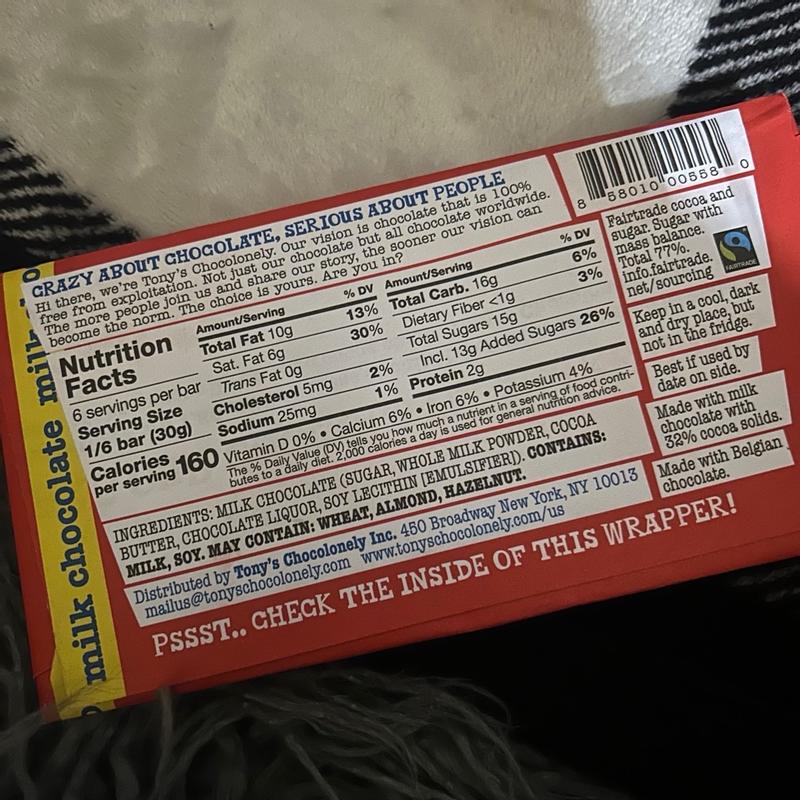 CRAZY ABOUT CHOCOLATE, SERIOUS ABOUT PEOPLE
Hi there, we're Tony's Chocolonely. Our vision is chocolate that is 100%
free from exploitation. Not just our chocolate but all chocolate worldwide.
The more people join us and share our story, the sooner our vision can
become the norm. The choice is yours. Are you in?
Nutrition
Facts
6 servings per bar
Serving Size
1/6 bar (30g)
Calories 160
per serving
Amount/Serving % DV
Total Fat 10g 13%
Sat. Fat 6g 30%
Trans Fat 0g
Cholesterol 5mg 2%
Sodium 25mg 1%
Amount/Serving % DV
Total Carb. 16g 6%
Dietary Fiber <1g 3%
Total Sugars 15g
Incl. 13g Added Sugars 26%
Protein 2g
Vitamin D 0% • Calcium 6% • Iron 6% • Potassium 4%
The % Daily Value (DV) tells you how much a nutrient in a serving of food contri-
butes to a daily diet. 2,000 calories a day is used for general nutrition advice.
INGREDIENTS: MILK CHOCOLATE (SUGAR, WHOLE MILK POWDER, COCOA
BUTTER, CHOCOLATE LIQUOR, SOY LECITHIN [EMULSIFIER]). CONTAINS:
MILK, SOY. MAY CONTAIN: WHEAT, ALMOND, HAZELNUT.
Distributed by Tony's Chocolonely Inc. 450 Broadway New York, NY 10013
mailus@tonyschocolonely.com www.tonyschocolonely.com/us
PSSST.. CHECK THE INSIDE OF THIS WRAPPER!
8 58010 00558 0
Fairtrade cocoa and
sugar. Sugar with
mass balance.
Total 77%.
info.fairtrade.
net/sourcing
FAIRTRADE
Keep in a cool, dark
and dry place, but
not in the fridge.
Best if used by
date on side.
Made with milk
chocolate with
32% cocoa solids.
Made with Belgian
chocolate.
milk chocolate milk